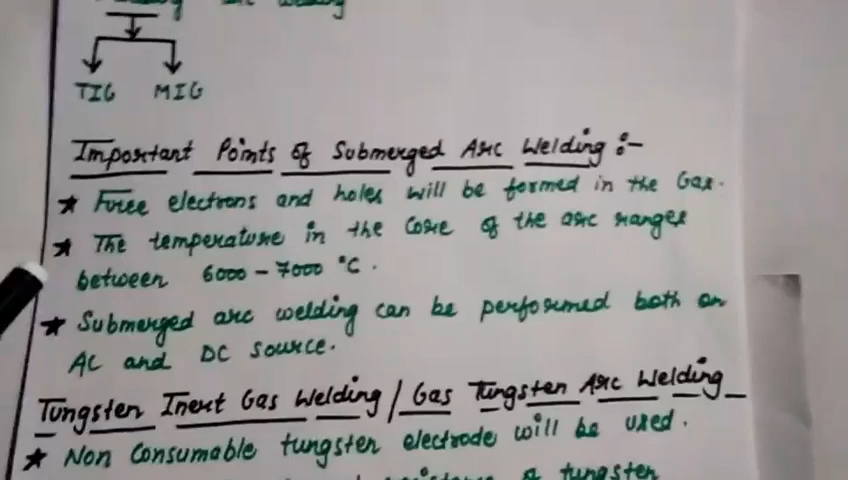 arc welding
TIG MIG
Important Points of Submerged Arc Welding :-
★ Free electrons and holes will be formed in the Gas.
★ The temperature in the Core of the arc ranges
between 6000 - 7000 °C.
★ Submerged arc welding can be performed both on
AC and DC source.
Tungsten Inert Gas Welding / Gas Tungsten Arc Welding
★ Non Consumable tungsten electrode will be used.
a tungsten